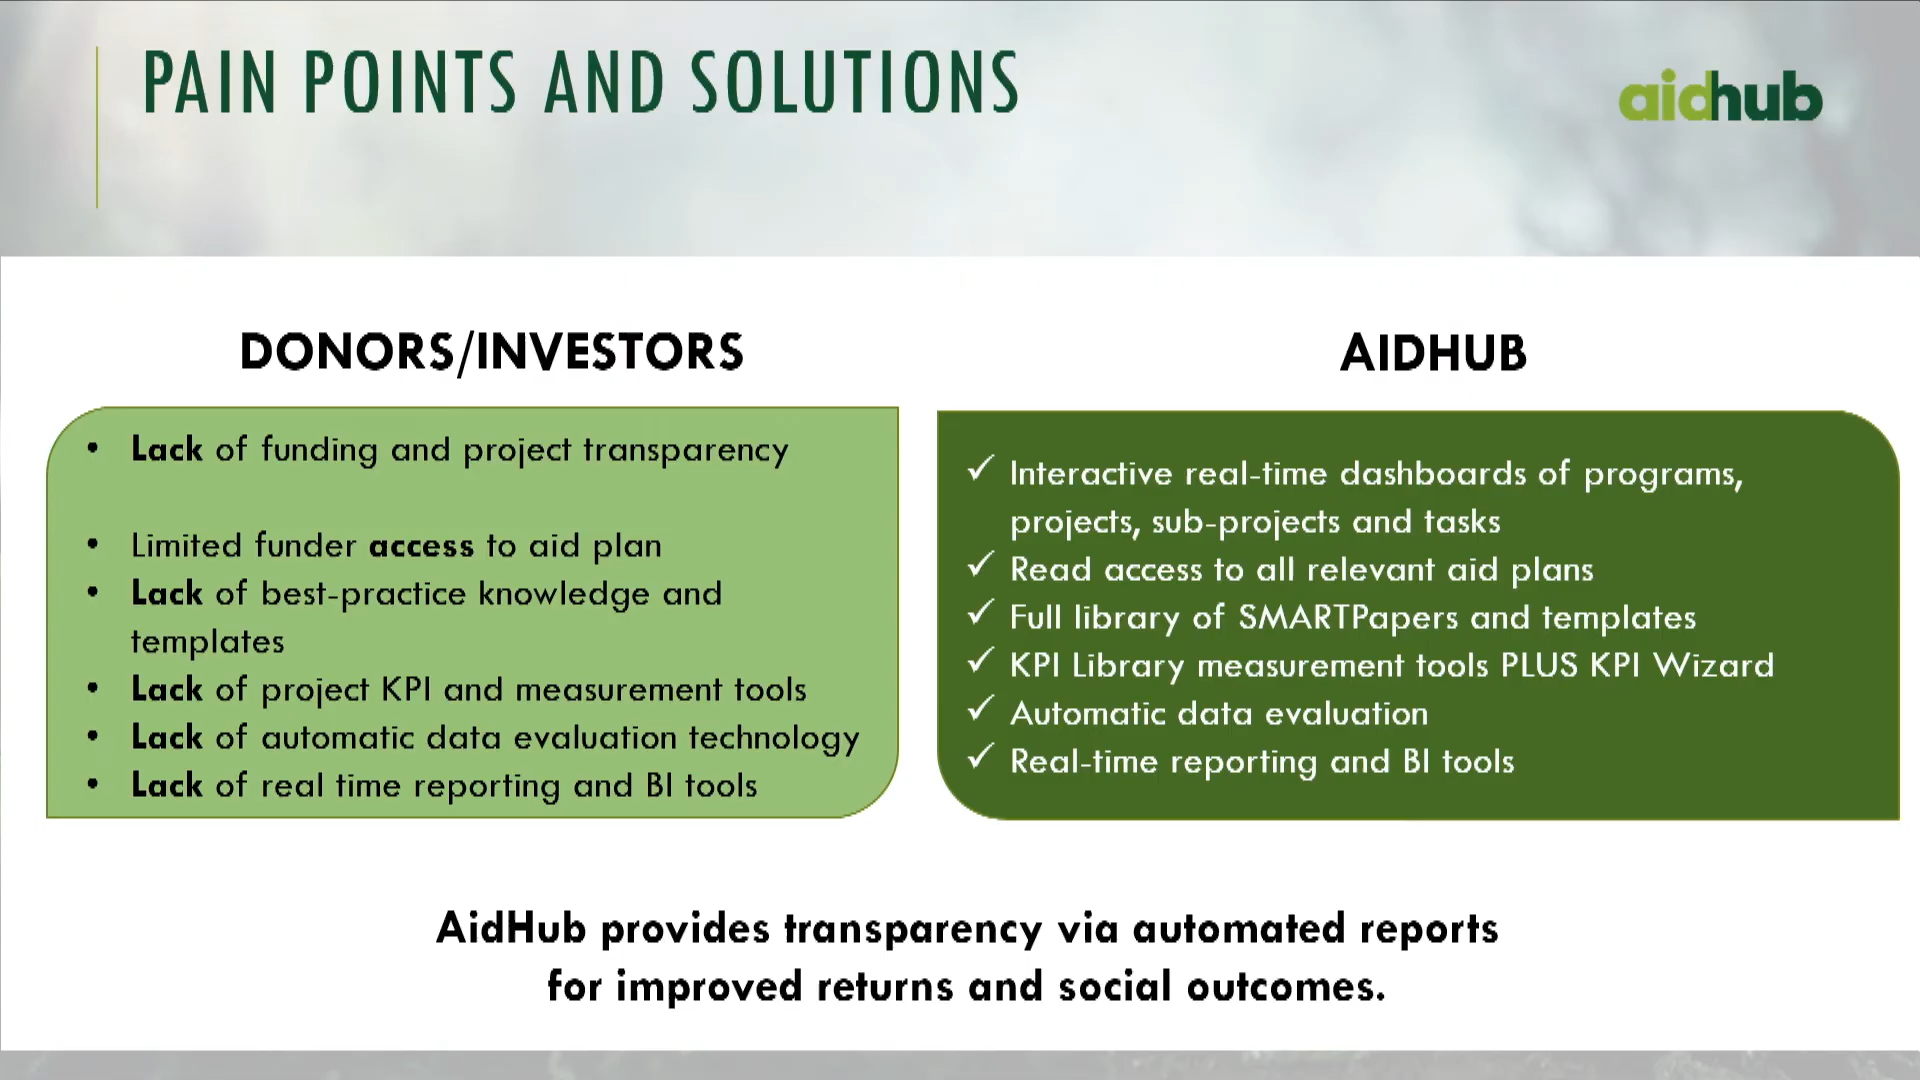 PAIN POINTS AND SOLUTIONS
aidhub
DONORS/INVESTORS
• Lack of funding and project transparency
• Limited funder access to aid plan
• Lack of best-practice knowledge and
templates
• Lack of project KPI and measurement tools
• Lack of automatic data evaluation technology
• Lack of real time reporting and BI tools
AIDHUB
✓ Interactive real-time dashboards of programs,
projects, sub-projects and tasks
✓ Read access to all relevant aid plans
✓ Full library of SMARTPapers and templates
✓ KPI Library measurement tools PLUS KPI Wizard
✓ Automatic data evaluation
✓ Real-time reporting and BI tools
AidHub provides transparency via automated reports
for improved returns and social outcomes.